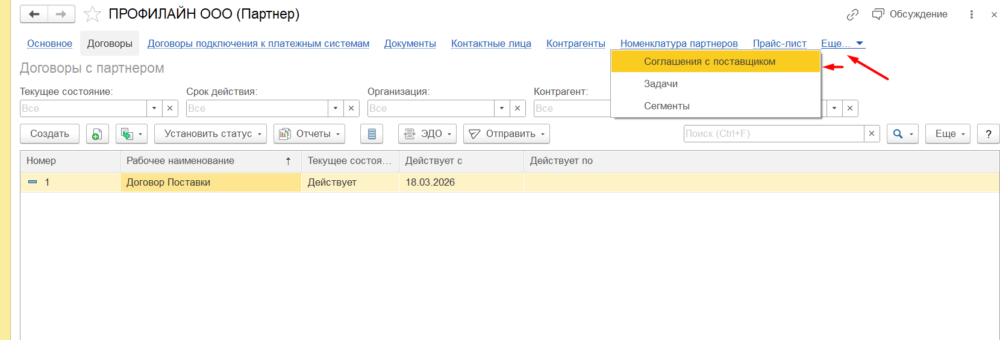 ПРОФИЛАЙН ООО (Партнер)
Обсуждение
Основное Договоры Договоры подключения к платежным системам Документы Контактные лица Контрагенты Номенклатура партнеров Прайс-лист Еще...
Соглашения с поставщиком
Задачи
Сегменты
Договоры с партнером
Текущее состояние: Срок действия: Организация: Контрагент:
Все Все Все Все
Создать Установить статус Отчеты ЭДО Отправить Поиск (Ctrl+F) Еще ?
Номер Рабочее наименование Текущее состоя... Действует с Действует по
1 Договор Поставки Действует 18.03.2026